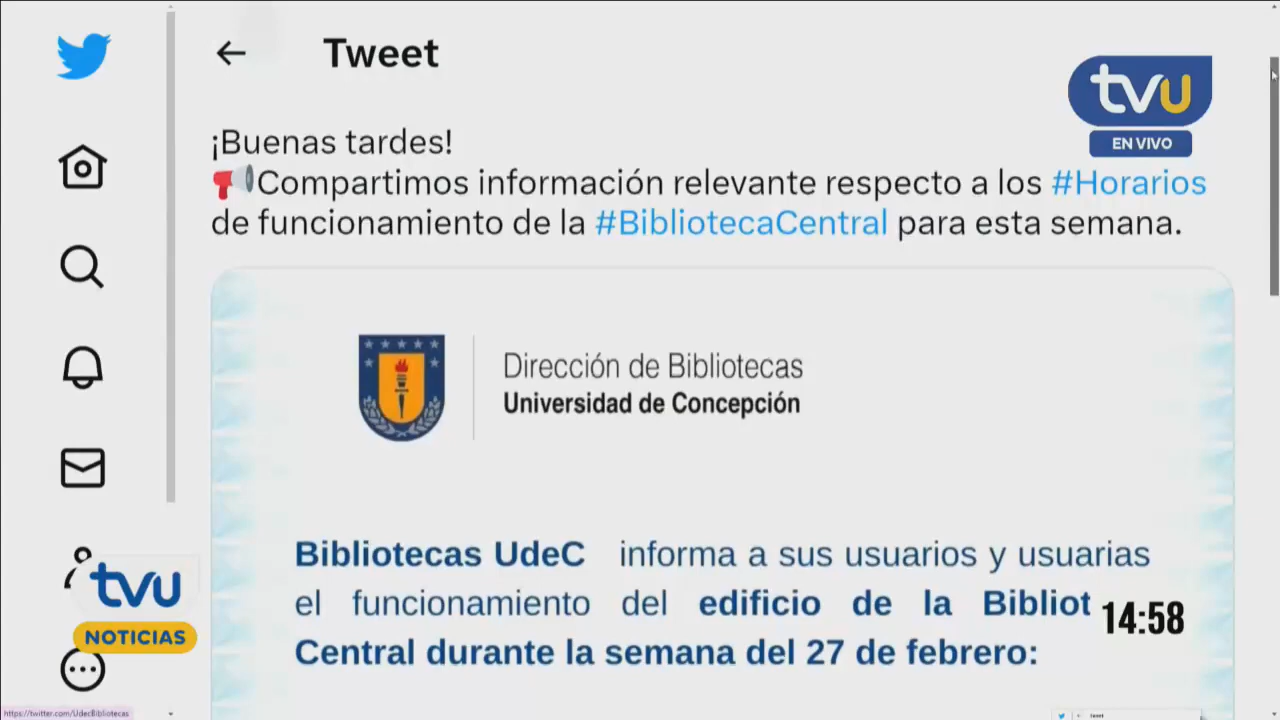 Tweet
tvu
EN VIVO
¡Buenas tardes!
Compartimos información relevante respecto a los #Horarios
de funcionamiento de la #BibliotecaCentral para esta semana.
Dirección de Bibliotecas
Universidad de Concepción
Bibliotecas UdeC informa a sus usuarios y usuarias
el funcionamiento del edificio de la Bibliot
Central durante la semana del 27 de febrero:
14:58
tvu
NOTICIAS
https://twitter.com/UdecBibliotecas
Tweet